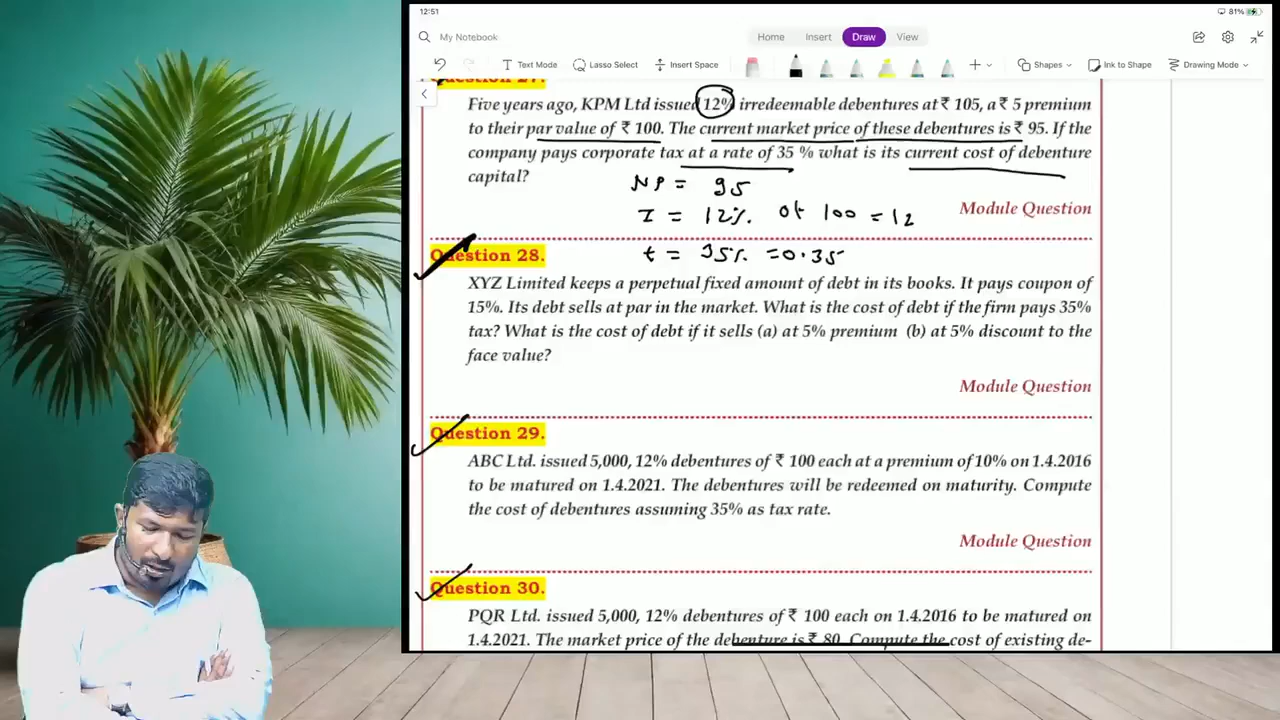 12:51
81%
My Notebook
Home Insert Draw View
Text Mode Lasso Select Insert Space Shapes Ink to Shape Drawing Mode
Question 27.
Five years ago, KPM Ltd issued 12% irredeemable debentures at ₹ 105, a ₹ 5 premium
to their par value of ₹ 100. The current market price of these debentures is ₹ 95. If the
company pays corporate tax at a rate of 35 % what is its current cost of debenture
capital?
NP = 95
I = 12% of 100 = 12
Module Question
t = 35% = 0.35
Question 28.
XYZ Limited keeps a perpetual fixed amount of debt in its books. It pays coupon of
15%. Its debt sells at par in the market. What is the cost of debt if the firm pays 35%
tax? What is the cost of debt if it sells (a) at 5% premium (b) at 5% discount to the
face value?
Module Question
Question 29.
ABC Ltd. issued 5,000, 12% debentures of ₹ 100 each at a premium of 10% on 1.4.2016
to be matured on 1.4.2021. The debentures will be redeemed on maturity. Compute
the cost of debentures assuming 35% as tax rate.
Module Question
Question 30.
PQR Ltd. issued 5,000, 12% debentures of ₹ 100 each on 1.4.2016 to be matured on
1.4.2021. The market price of the debenture is ₹ 80. Compute the cost of existing de-